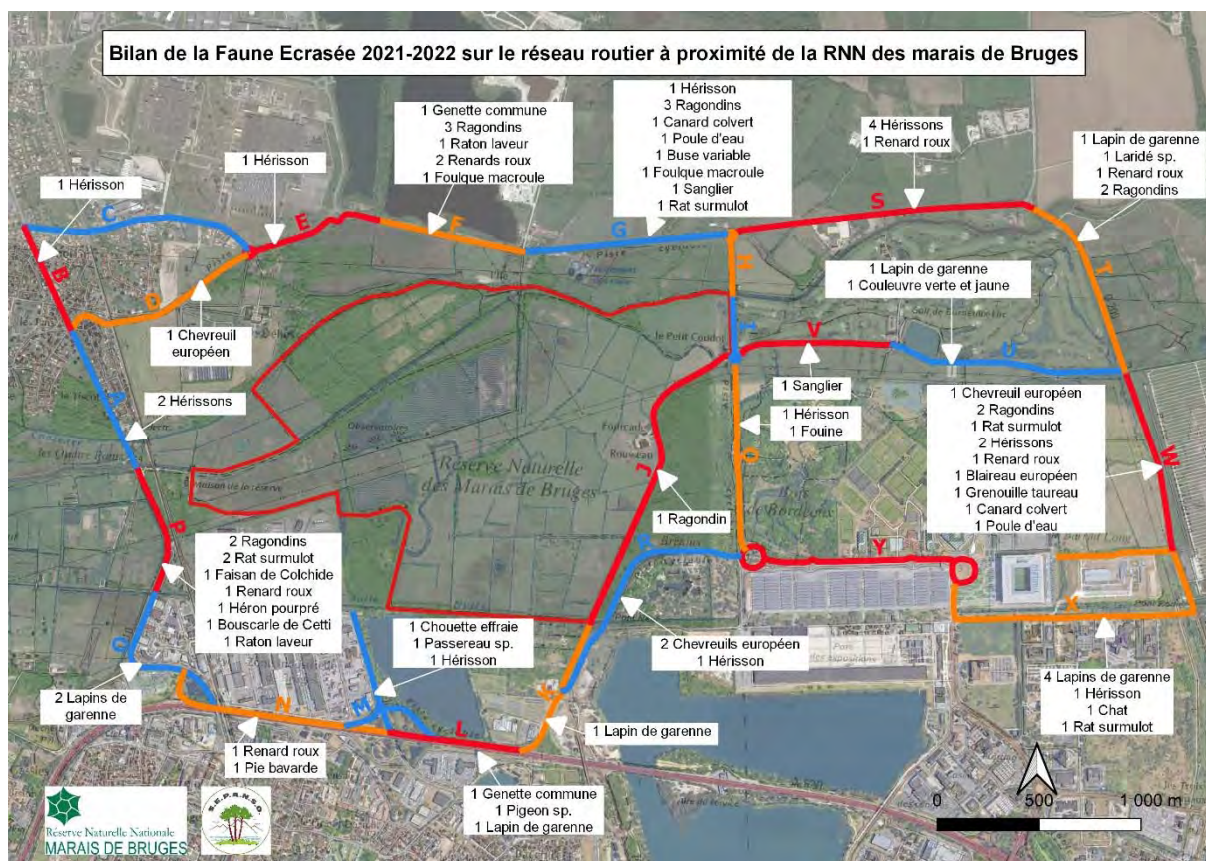 Bilan de la Faune Ecrasée 2021-2022 sur le réseau routier à proximité de la RNN des marais de Bruges
1 Hérisson
1 Hérisson
1 Genette commune
3 Ragondins
1 Raton laveur
2 Renards roux
1 Foulque macroule
1 Hérisson
3 Ragondins
1 Canard colvert
1 Poule d'eau
1 Buse variable
1 Foulque macroule
1 Sanglier
1 Rat surmulot
4 Hérissons
1 Renard roux
1 Lapin de garenne
1 Laridé sp.
1 Renard roux
2 Ragondins
C
E
F
G
S
B
D
H
T
I
V
U
1 Chevreuil
européen
1 Lapin de garenne
1 Couleuvre verte et jaune
le Petit Coudot
1 Sanglier
2 Hérissons
1 Hérisson
1 Fouine
O
1 Chevreuil européen
2 Ragondins
1 Rat surmulot
2 Hérissons
1 Renard roux
1 Blaireau européen
1 Grenouille taureau
1 Canard colvert
1 Poule d'eau
W
Réserve Naturelle
des Marais de Bruges
J
1 Ragondin
Bois
de Bordeaux
P
Y
X
2 Ragondins
2 Rat surmulot
1 Faisan de Colchide
1 Renard roux
1 Héron pourpré
1 Bouscarle de Cetti
1 Raton laveur
1 Chouette effraie
1 Passereau sp.
1 Hérisson
2 Chevreuils européen
1 Hérisson
Parc
des expositions
2 Lapins de
garenne
4 Lapins de garenne
1 Hérisson
1 Chat
1 Rat surmulot
N
M
L
K
1 Lapin de garenne
1 Renard roux
1 Pie bavarde
1 Genette commune
1 Pigeon sp.
1 Lapin de garenne
S.E.P.A.N.S.O.
Réserve Naturelle Nationale
MARAIS DE BRUGES
0 500 1 000 m